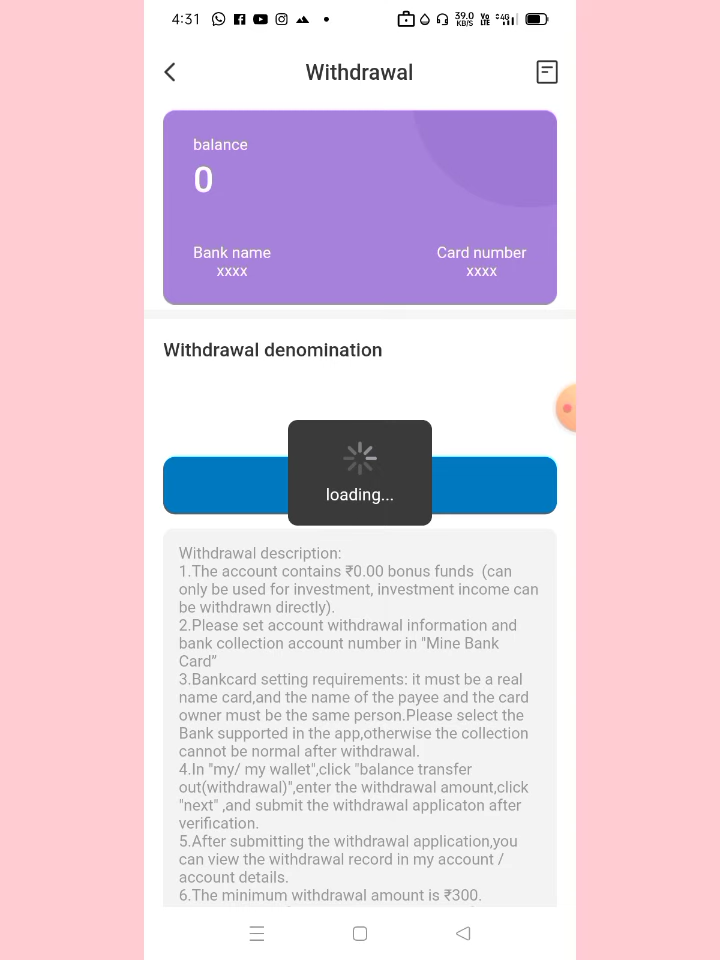 4:31
39.0
KB/S
Vo
LTE
4G
Withdrawal
balance
0
Bank name
Card number
xxxx
xxxx
Withdrawal denomination
loading...
Withdrawal description:
1.The account contains ₹0.00 bonus funds  (can
only be used for investment, investment income can
be withdrawn directly).
2.Please set account withdrawal information and
bank collection account number in "Mine Bank
Card”
3.Bankcard setting requirements: it must be a real
name card,and the name of the payee and the card
owner must be the same person.Please select the
Bank supported in the app,otherwise the collection
cannot be normal after withdrawal.
4.In "my/ my wallet",click "balance transfer
out(withdrawal)",enter the withdrawal amount,click
"next" ,and submit the withdrawal applicaton after
verification.
5.After submitting the withdrawal application,you
can view the withdrawal record in my account /
account details.
6.The minimum withdrawal amount is ₹300.